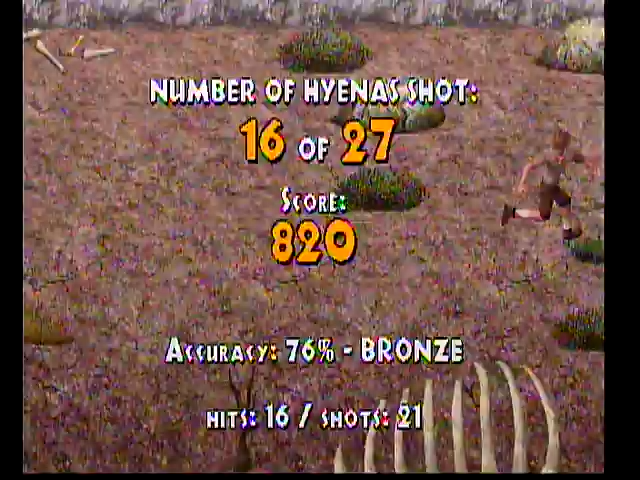 NUMBER OF HYENAS SHOT:
16 OF 27
SCORE:
820
ACCURACY: 76% - BRONZE
HITS: 16 / SHOTS: 21